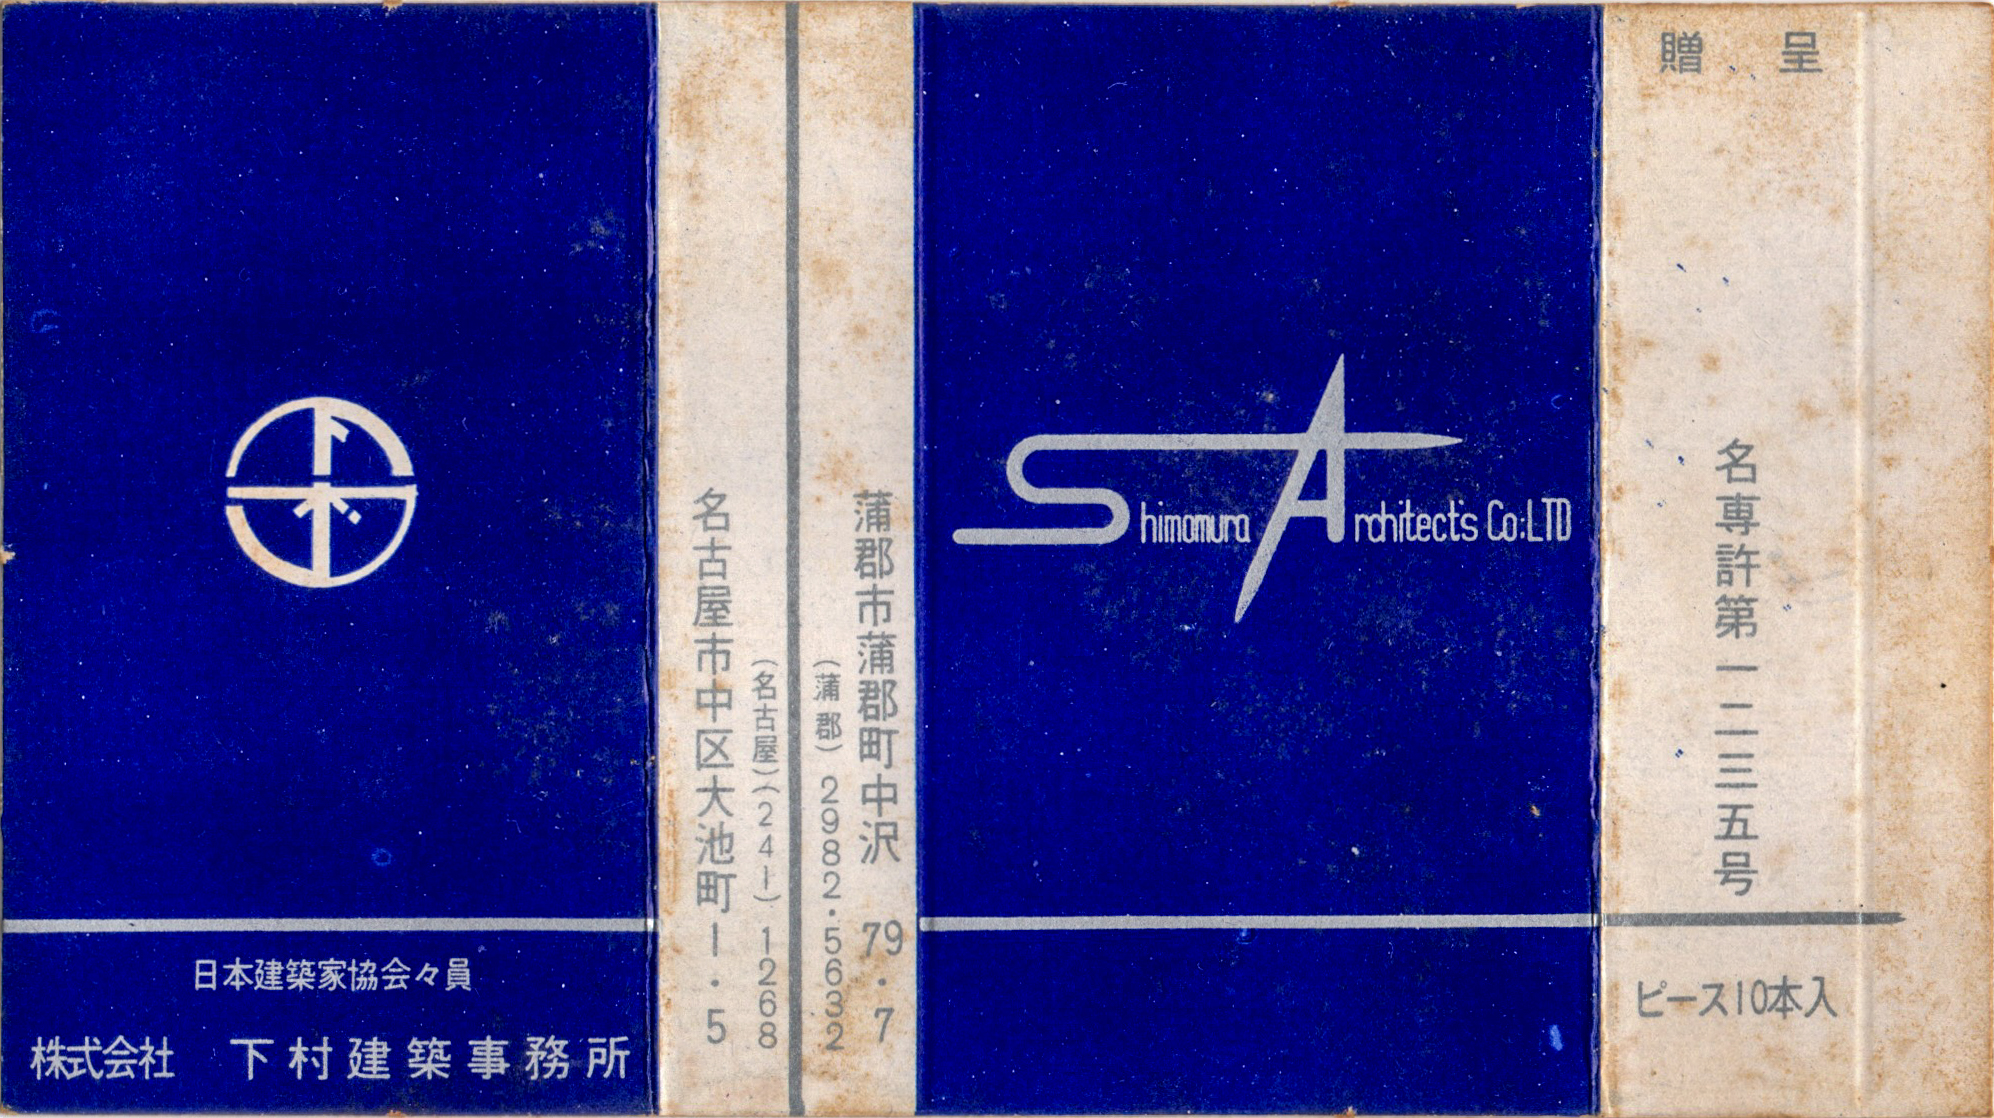 日本建築家協会々員
株式会社 下村建築事務所
名古屋市中区大池町1・5
(名古屋)(241)1268
蒲郡市蒲郡町中沢 79・7
(蒲郡)2982・5632
Shimomura Architect's Co:LTD
贈呈
名専許第一二三五号
ピース10本入